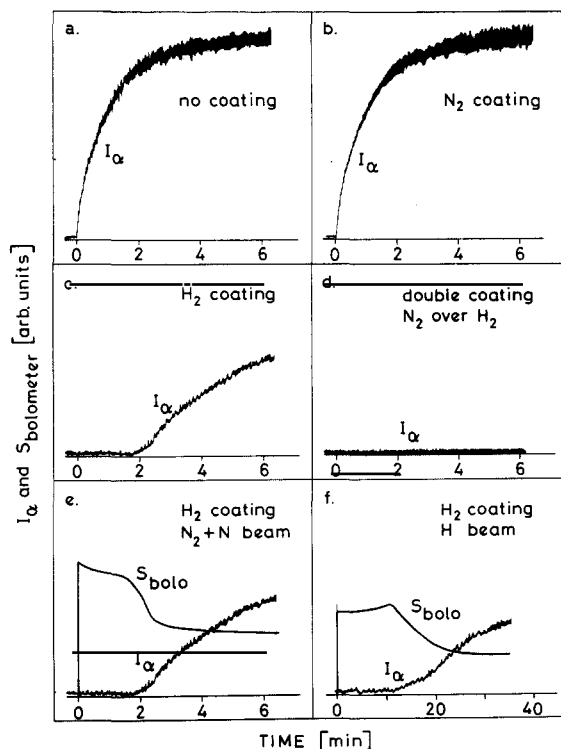 a.
no coating
Iα
0 2 4 6
b.
N2 coating
Iα
0 2 4 6
c.
H2 coating
Iα
0 2 4 6
d.
double coating
N2 over H2
Iα
0 2 4 6
e.
H2 coating
N2 + N beam
Sbolo
Iα
0 2 4 6
f.
H2 coating
H beam
Sbolo
Iα
0 20 40
Iα and Sbolometer [arb. units]
TIME [min]